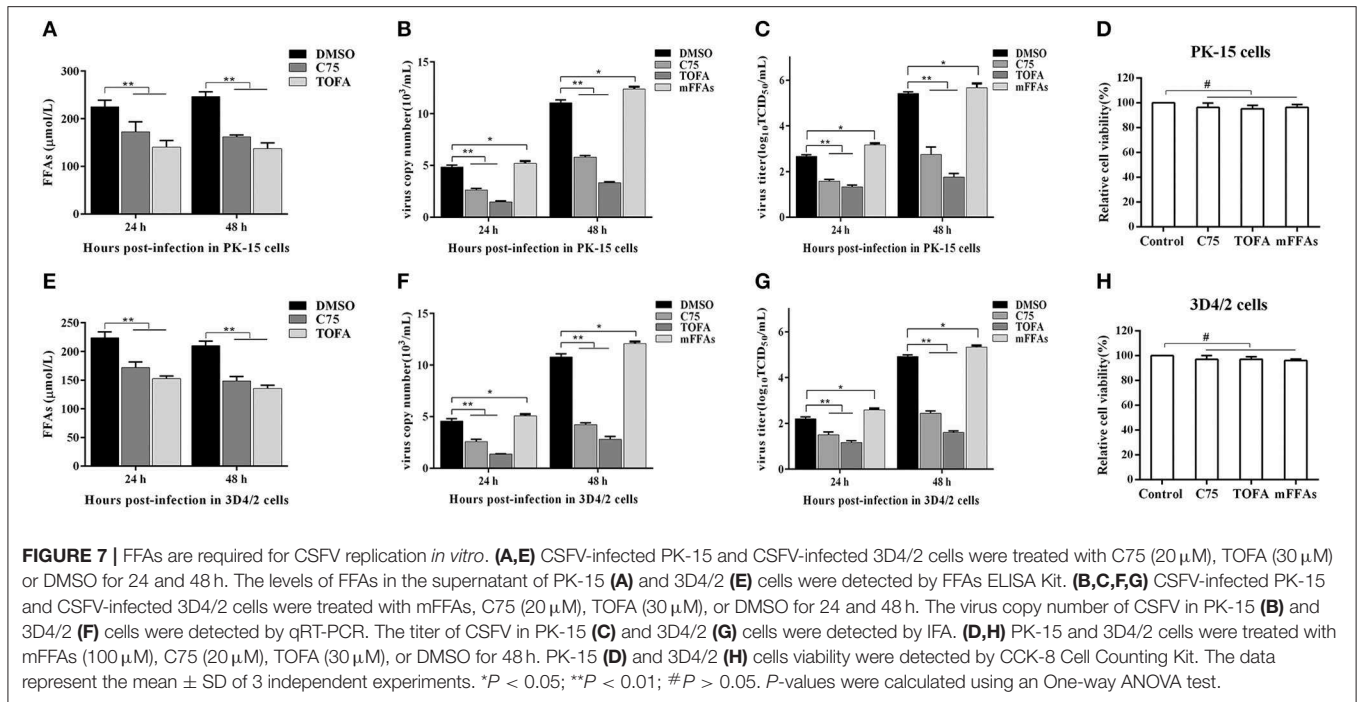 A
DMSO
C75
TOFA
FFAs (μmol/L)
300
200
100
0
**
**
24 h
48 h
Hours post-infection in PK-15 cells
B
DMSO
C75
TOFA
mFFAs
virus copy number(10³/mL)
15
10
5
0
*
**
*
**
24 h
48 h
Hours post-infection in PK-15 cells
C
DMSO
C75
TOFA
mFFAs
virus titer(log₁₀TCID₅₀/mL)
6
4
2
0
*
**
*
**
24 h
48 h
Hours post-infection in PK-15 cells
D
PK-15 cells
Relative cell viability(%)
120
100
80
60
40
20
0
#
Control C75 TOFA mFFAs
E
DMSO
C75
TOFA
FFAs (μmol/L)
250
200
150
100
50
0
**
**
24 h
48 h
Hours post-infection in 3D4/2 cells
F
DMSO
C75
TOFA
mFFAs
virus copy number(10³/mL)
15
10
5
0
*
**
*
**
24 h
48 h
Hours post-infection in 3D4/2 cells
G
DMSO
C75
TOFA
mFFAs
virus titer(log₁₀TCID₅₀/mL)
6
4
2
0
*
**
*
**
24 h
48 h
Hours post-infection in 3D4/2 cells
H
3D4/2 cells
Relative cell viability(%)
120
100
80
60
40
20
0
#
Control C75 TOFA mFFAs
FIGURE 7 | FFAs are required for CSFV replication in vitro. (A,E) CSFV-infected PK-15 and CSFV-infected 3D4/2 cells were treated with C75 (20 μM), TOFA (30 μM)
or DMSO for 24 and 48 h. The levels of FFAs in the supernatant of PK-15 (A) and 3D4/2 (E) cells were detected by FFAs ELISA Kit. (B,C,F,G) CSFV-infected PK-15
and CSFV-infected 3D4/2 cells were treated with mFFAs, C75 (20 μM), TOFA (30 μM), or DMSO for 24 and 48 h. The virus copy number of CSFV in PK-15 (B) and
3D4/2 (F) cells were detected by qRT-PCR. The titer of CSFV in PK-15 (C) and 3D4/2 (G) cells were detected by IFA. (D,H) PK-15 and 3D4/2 cells were treated with
mFFAs (100 μM), C75 (20 μM), TOFA (30 μM), or DMSO for 48 h. PK-15 (D) and 3D4/2 (H) cells viability were detected by CCK-8 Cell Counting Kit. The data
represent the mean ± SD of 3 independent experiments. *P < 0.05; **P < 0.01; #P > 0.05. P-values were calculated using an One-way ANOVA test.